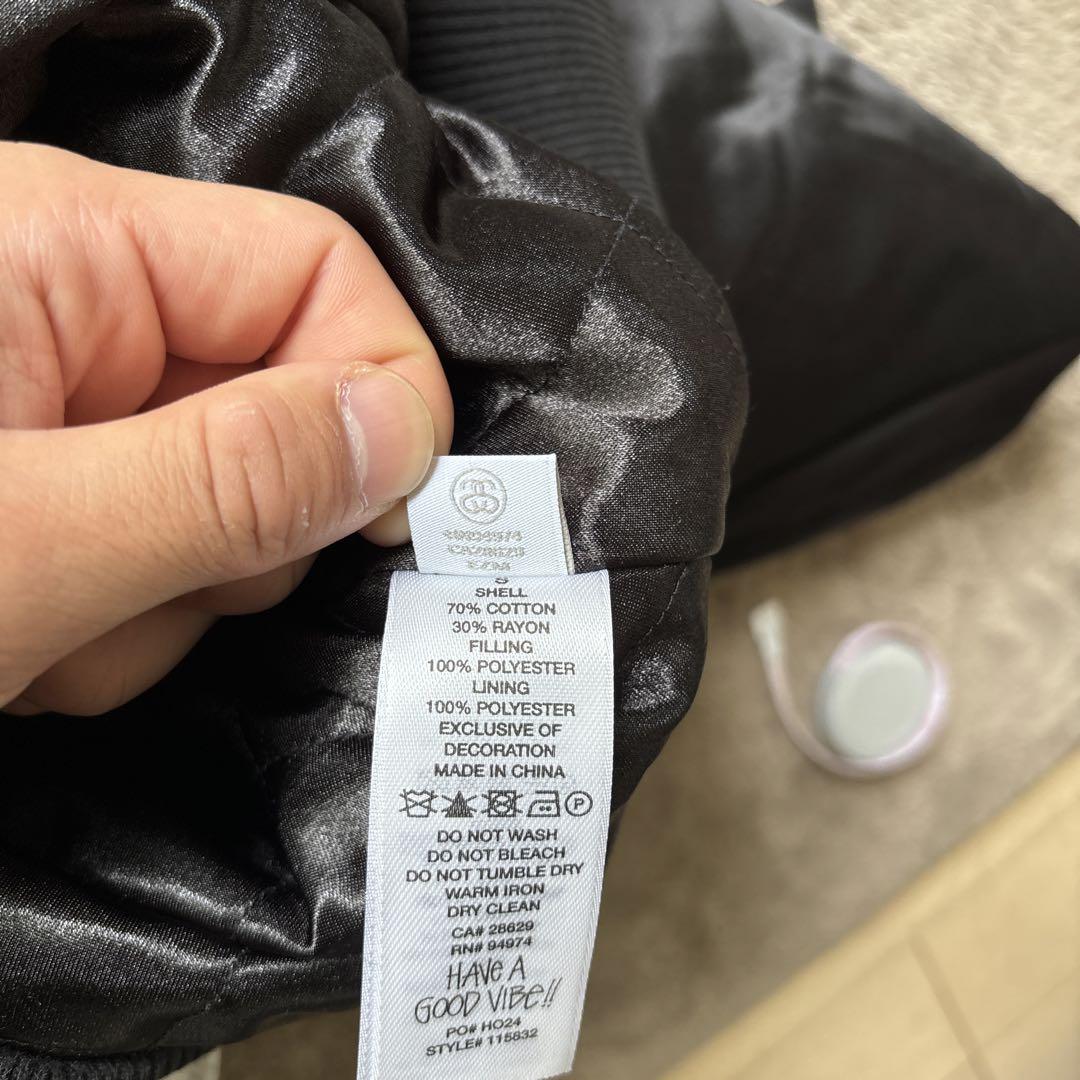 S
SHELL
70% COTTON
30% RAYON
FILLING
100% POLYESTER
LINING
100% POLYESTER
EXCLUSIVE OF
DECORATION
MADE IN CHINA
P
DO NOT WASH
DO NOT BLEACH
DO NOT TUMBLE DRY
WARM IRON
DRY CLEAN
CA# 28629
RN# 94974
HAVE A
GOOD VIBE!!
PO# HO24
STYLE# 115832